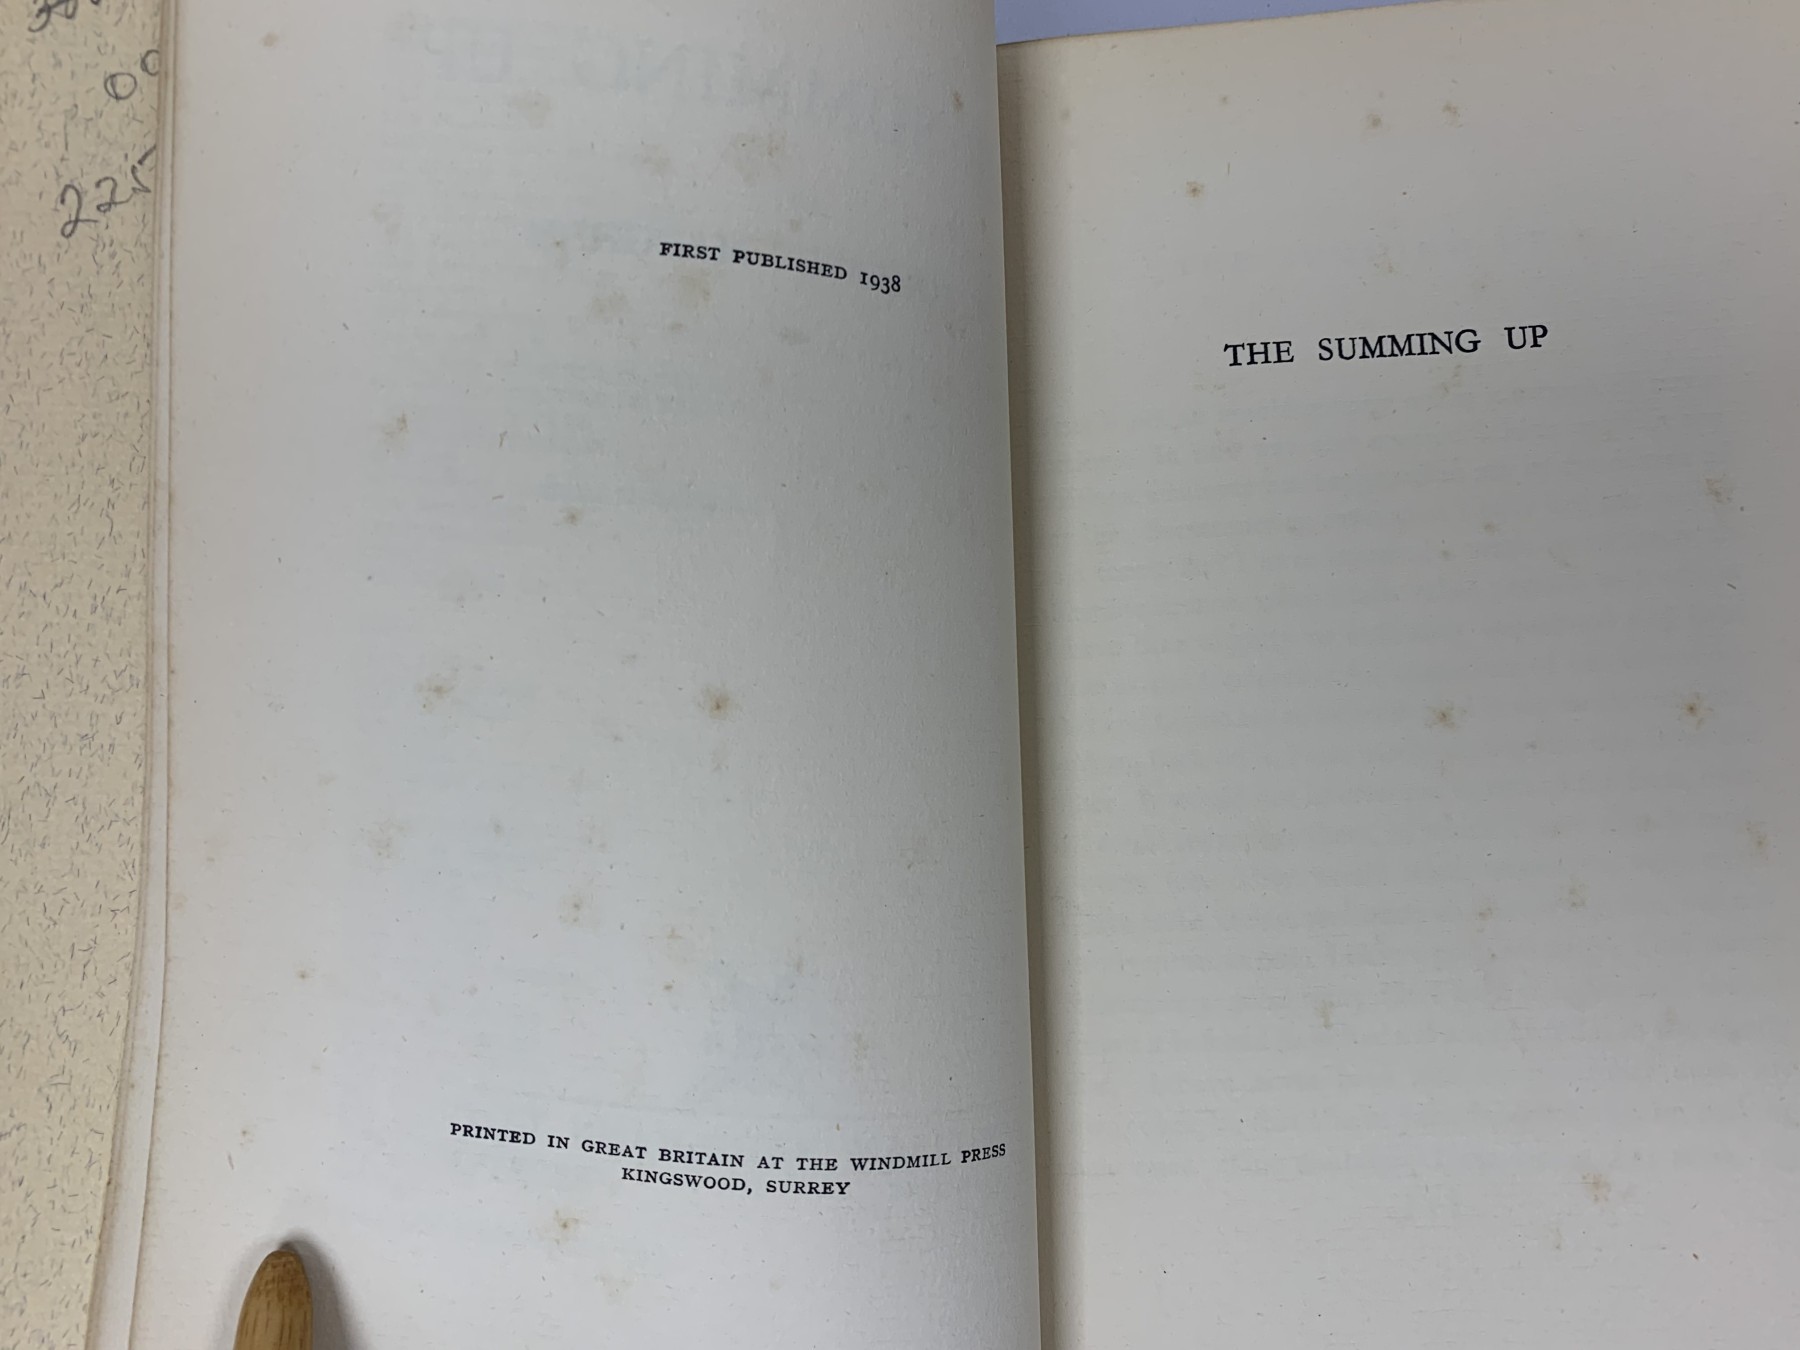 FIRST PUBLISHED 1938
PRINTED IN GREAT BRITAIN AT THE WINDMILL PRESS
KINGSWOOD, SURREY
THE SUMMING UP